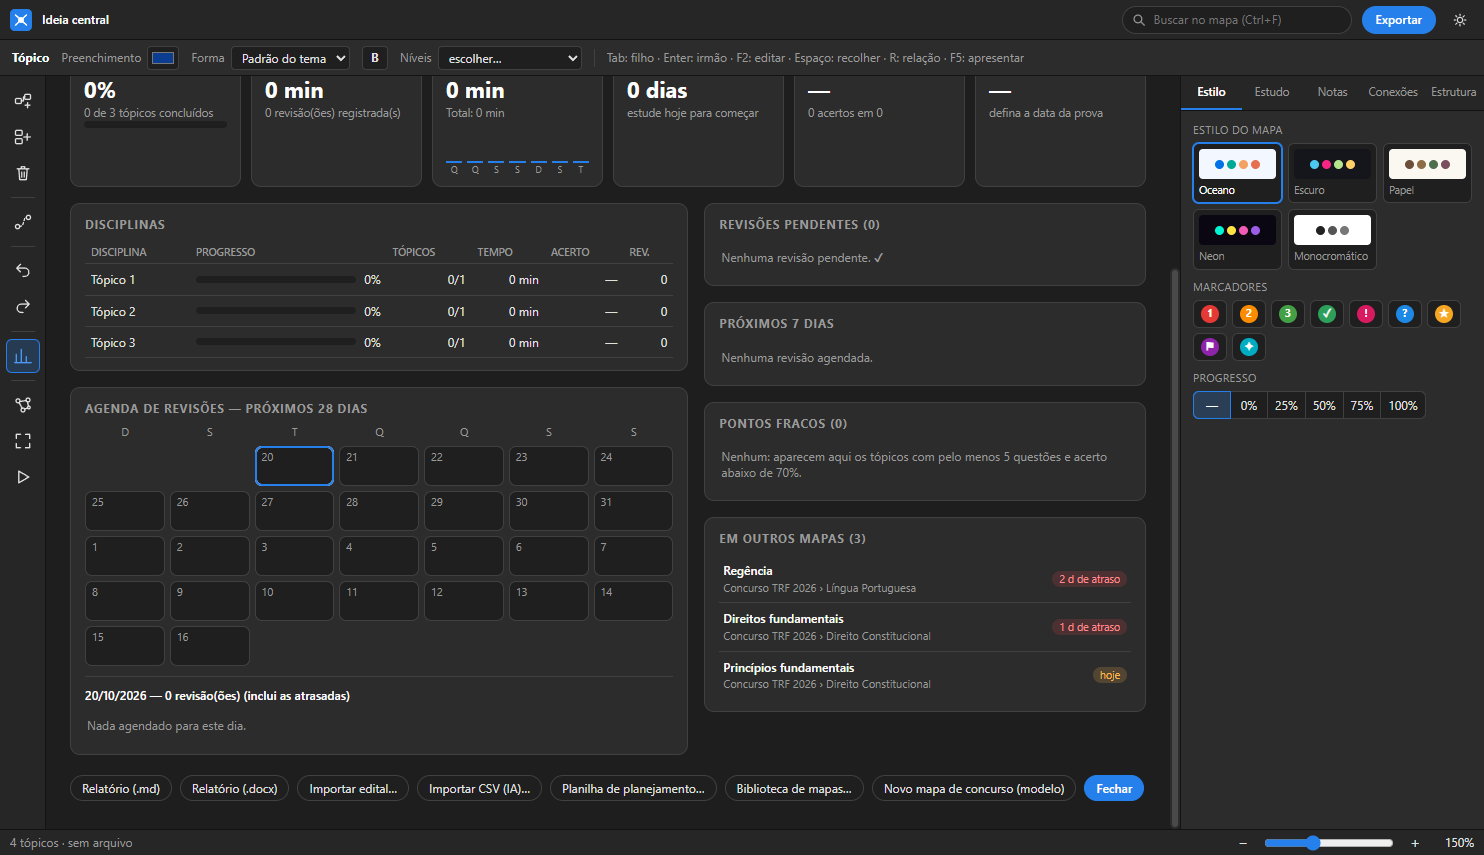 Ideia central
Buscar no mapa (Ctrl+F)
Exportar
Tópico
Preenchimento
Forma
Padrão do tema
B
Níveis
escolher...
Tab: filho · Enter: irmão · F2: editar · Espaço: recolher · R: relação · F5: apresentar
0%
0 de 3 tópicos concluídos
0 min
0 revisão(ões) registrada(s)
0 min
Total: 0 min
Q Q S S D S T
0 dias
estude hoje para começar
—
0 acertos em 0
—
defina a data da prova
DISCIPLINAS
DISCIPLINA PROGRESSO TÓPICOS TEMPO ACERTO REV.
Tópico 1 0% 0/1 0 min — 0
Tópico 2 0% 0/1 0 min — 0
Tópico 3 0% 0/1 0 min — 0
AGENDA DE REVISÕES — PRÓXIMOS 28 DIAS
D S T Q Q S S
20 21 22 23 24
25 26 27 28 29 30 31
1 2 3 4 5 6 7
8 9 10 11 12 13 14
15 16
20/10/2026 — 0 revisão(ões) (inclui as atrasadas)
Nada agendado para este dia.
REVISÕES PENDENTES (0)
Nenhuma revisão pendente. ✓
PRÓXIMOS 7 DIAS
Nenhuma revisão agendada.
PONTOS FRACOS (0)
Nenhum: aparecem aqui os tópicos com pelo menos 5 questões e acerto
abaixo de 70%.
EM OUTROS MAPAS (3)
Regência
Concurso TRF 2026 › Língua Portuguesa
2 d de atraso
Direitos fundamentais
Concurso TRF 2026 › Direito Constitucional
1 d de atraso
Princípios fundamentais
Concurso TRF 2026 › Direito Constitucional
hoje
Relatório (.md)
Relatório (.docx)
Importar edital...
Importar CSV (IA)...
Planilha de planejamento...
Biblioteca de mapas...
Novo mapa de concurso (modelo)
Fechar
Estilo
Estudo
Notas
Conexões
Estrutura
ESTILO DO MAPA
Oceano
Escuro
Papel
Neon
Monocromático
MARCADORES
1 2 3 ✓ ! ? ★
PROGRESSO
— 0% 25% 50% 75% 100%
4 tópicos · sem arquivo
− + 150%